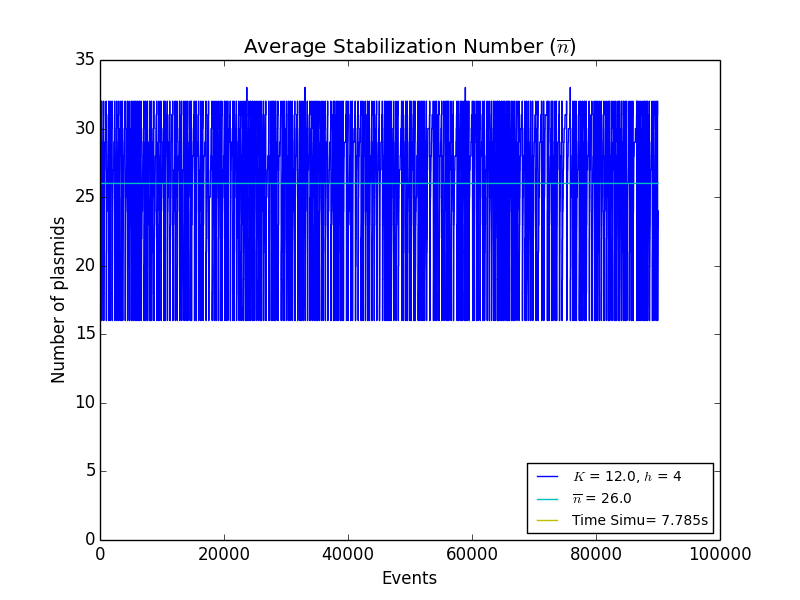 Average Stabilization Number (n̅)
35
30
25
20
15
10
5
0
Number of plasmids
K = 12.0, h = 4
n̅ = 26.0
Time Simu= 7.785s
0 20000 40000 60000 80000 100000
Events